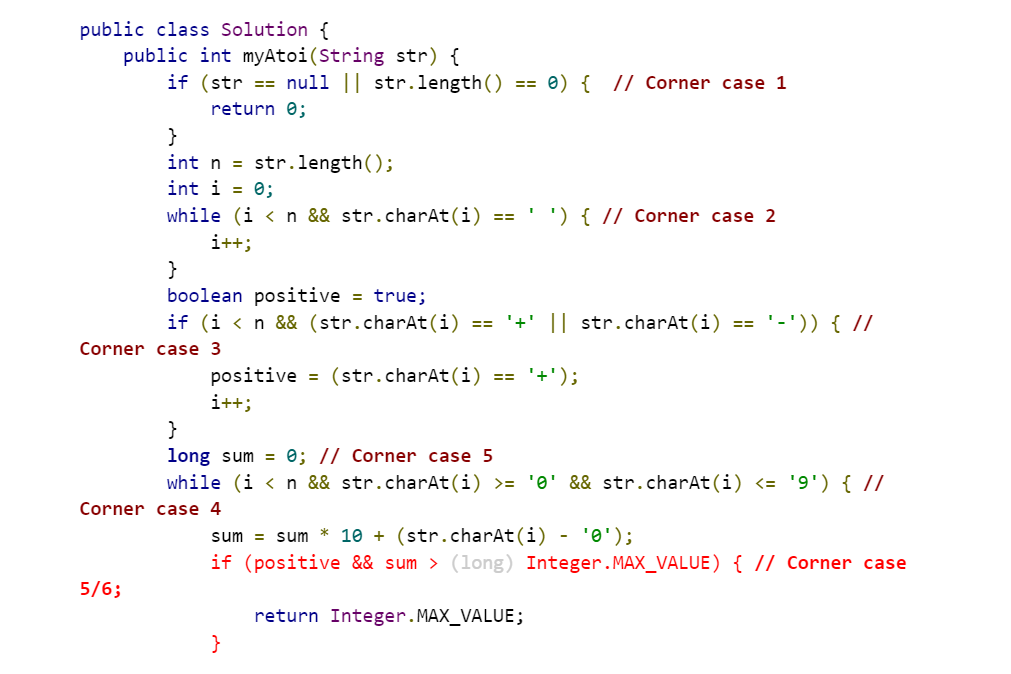 public class Solution {
    public int myAtoi(String str) {
        if (str == null || str.length() == 0) {  // Corner case 1
            return 0;
        }
        int n = str.length();
        int i = 0;
        while (i < n && str.charAt(i) == ' ') { // Corner case 2
            i++;
        }
        boolean positive = true;
        if (i < n && (str.charAt(i) == '+' || str.charAt(i) == '-')) { //
Corner case 3
            positive = (str.charAt(i) == '+');
            i++;
        }
        long sum = 0; // Corner case 5
        while (i < n && str.charAt(i) >= '0' && str.charAt(i) <= '9') { //
Corner case 4
            sum = sum * 10 + (str.charAt(i) - '0');
            if (positive && sum > (long) Integer.MAX_VALUE) { // Corner case
5/6;
                return Integer.MAX_VALUE;
            }